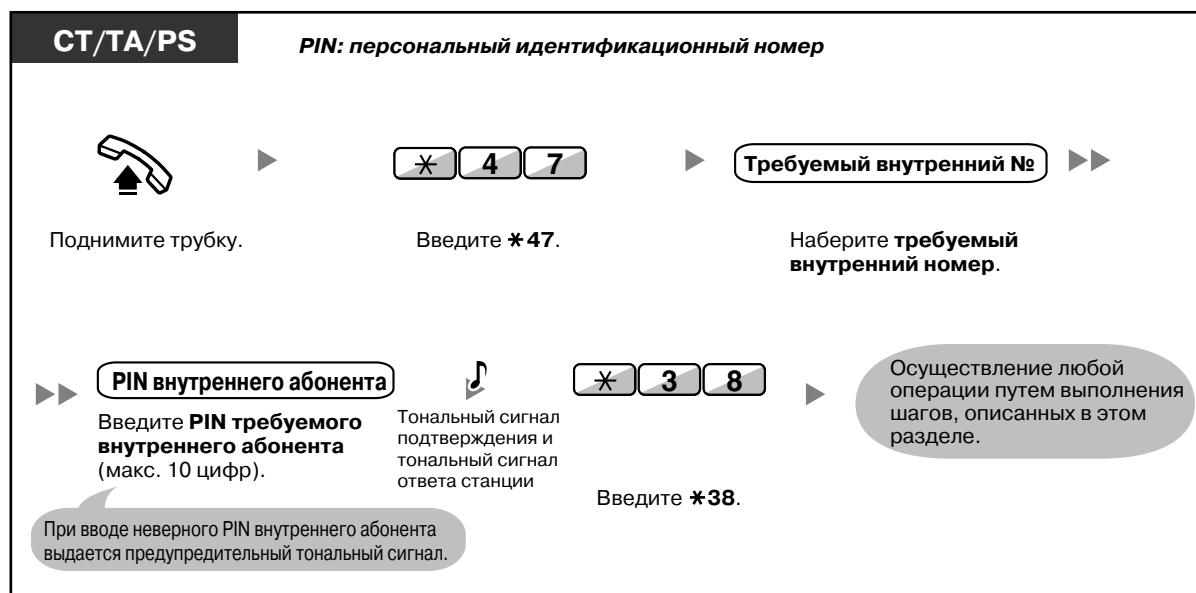 CT/TA/PS
PIN: персональный идентификационный номер
* 4 7
Требуемый внутренний №
Поднимите трубку.
Введите *47.
Наберите требуемый
внутренний номер.
PIN внутреннего абонента
Введите PIN требуемого
внутреннего абонента
(макс. 10 цифр).
При вводе неверного PIN внутреннего абонента
выдается предупредительный тональный сигнал.
Тональный сигнал
подтверждения и
тональный сигнал
ответа станции
* 3 8
Введите *38.
Осуществление любой
операции путем выполнения
шагов, описанных в этом
разделе.